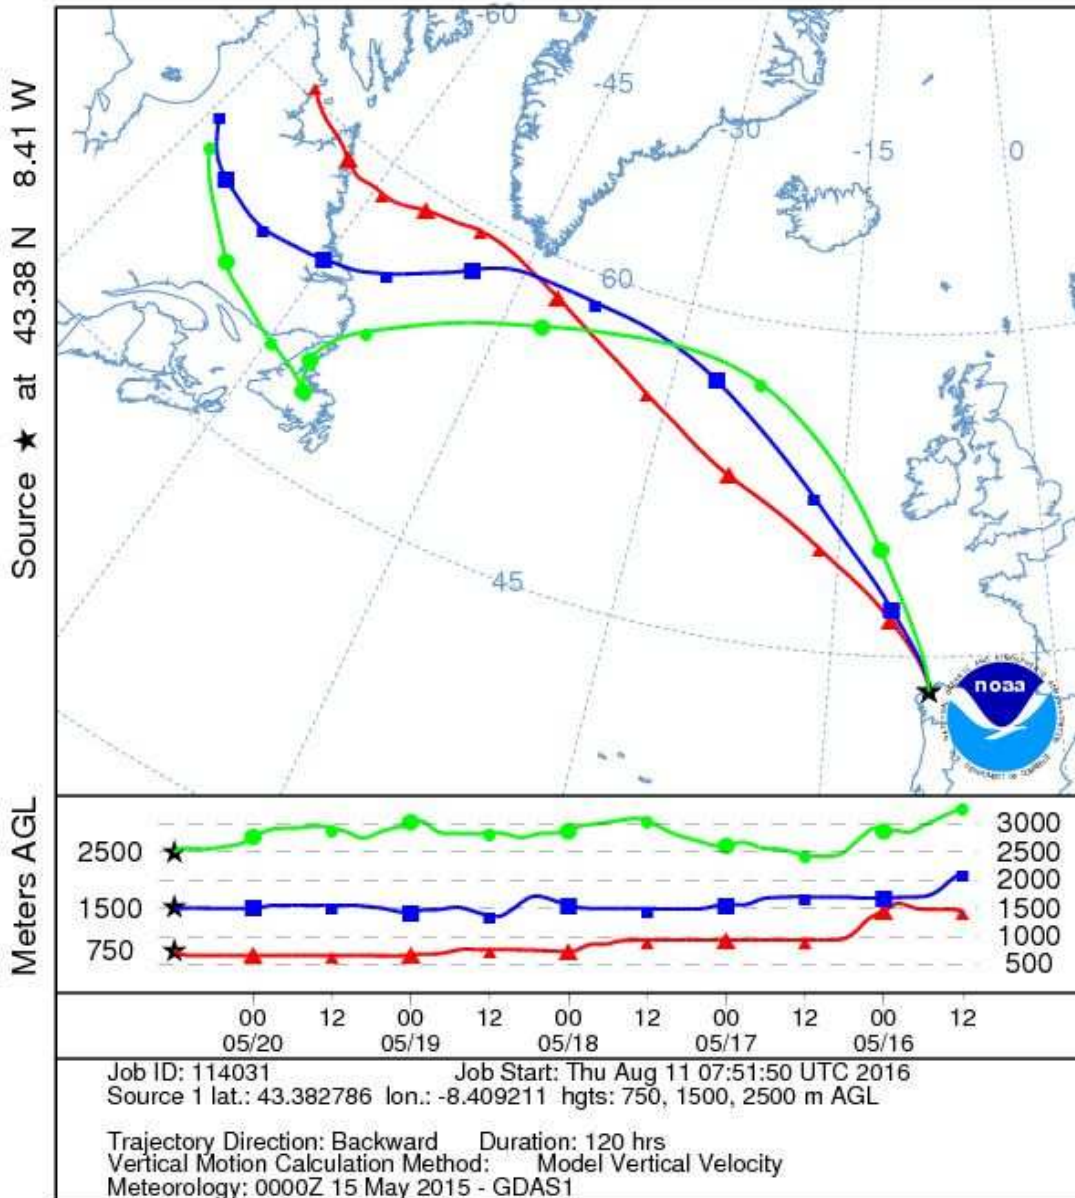 Source ★ at 43.38 N 8.41 W
-60
-45
-30
-15
0
60
45
noaa
Meters AGL
2500
1500
750
3000
2500
2000
1500
1000
500
00 12 00 12 00 12 00 12 00 12
05/20 05/19 05/18 05/17 05/16
Job ID: 114031 Job Start: Thu Aug 11 07:51:50 UTC 2016
Source 1 lat.: 43.382786 lon.: -8.409211 hgts: 750, 1500, 2500 m AGL
Trajectory Direction: Backward Duration: 120 hrs
Vertical Motion Calculation Method: Model Vertical Velocity
Meteorology: 0000Z 15 May 2015 - GDAS1